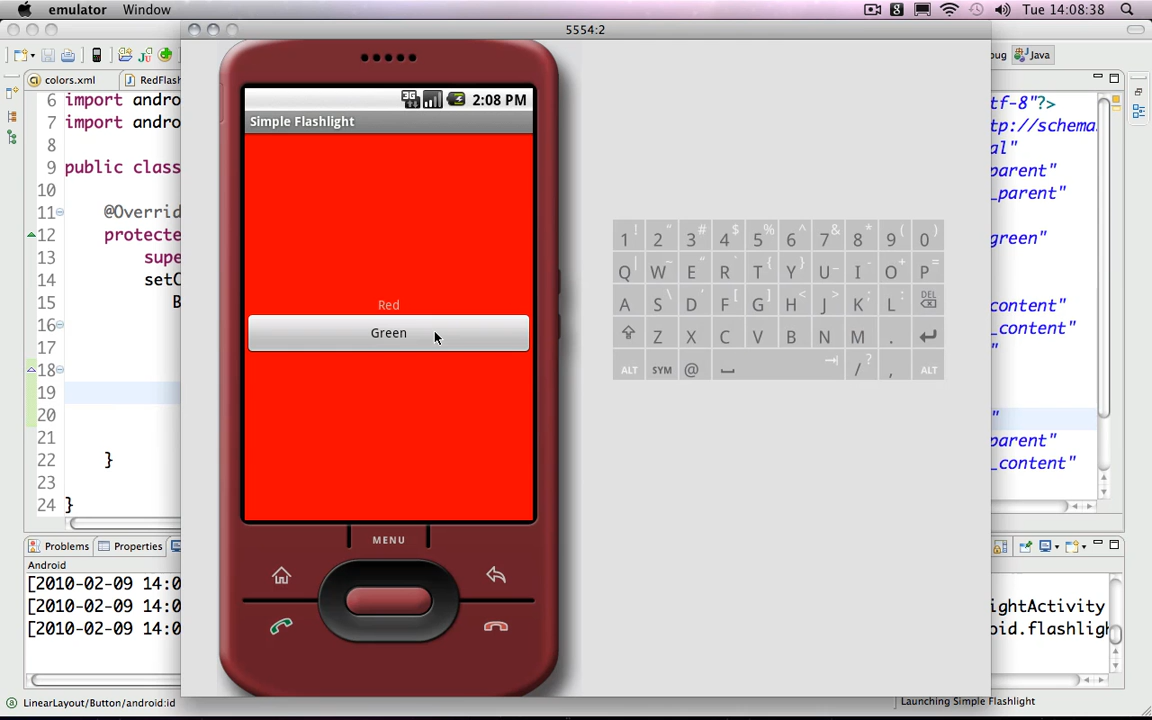 emulator Window
Tue 14:08:38
5554:2
bug Java
colors.xml RedFlash
6 import andro
7 import andro
8
9 public class
10
11 @Overrid
12 protecte
13 supe
14 setC
15 B
16
17
18
19
20
21
22 }
23
24 }
3G 2:08 PM
Simple Flashlight
Red
Green
MENU
1 ! 2 " 3 # 4 $ 5 % 6 ^ 7 & 8 * 9 ( 0 )
Q | W ~ E “ R ` T { Y } U _ I - O + P =
A S \ D ' F [ G ] H < J > K ; L : DEL
Z X C V B N M .
ALT SYM @ / ? , ALT
tf-8"?>
tp://schema
al"
parent"
_parent"
green"
content"
_content"
"
"
parent"
_content"
Problems Properties
Android
[2010-02-09 14:0
[2010-02-09 14:0
[2010-02-09 14:0
ightActivity
oid.flashligh
LinearLayout/Button/android:id
Launching Simple Flashlight